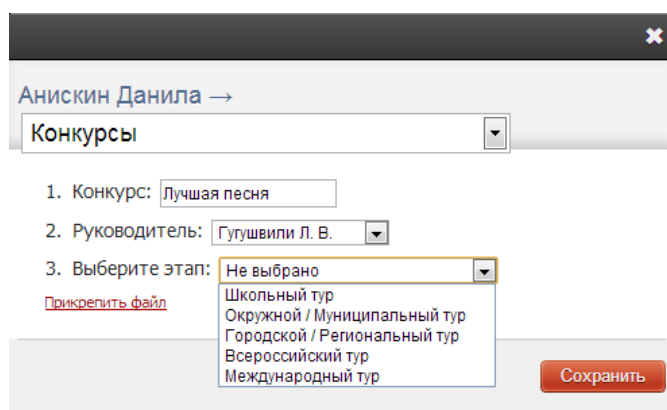 Анискин Данила →
Конкурсы
1. Конкурс: Лучшая песня
2. Руководитель: Гугушвили Л. В.
3. Выберите этап: Не выбрано
Школьный тур
Окружной / Муниципальный тур
Городской / Региональный тур
Всероссийский тур
Международный тур
Прикрепить файл
Сохранить